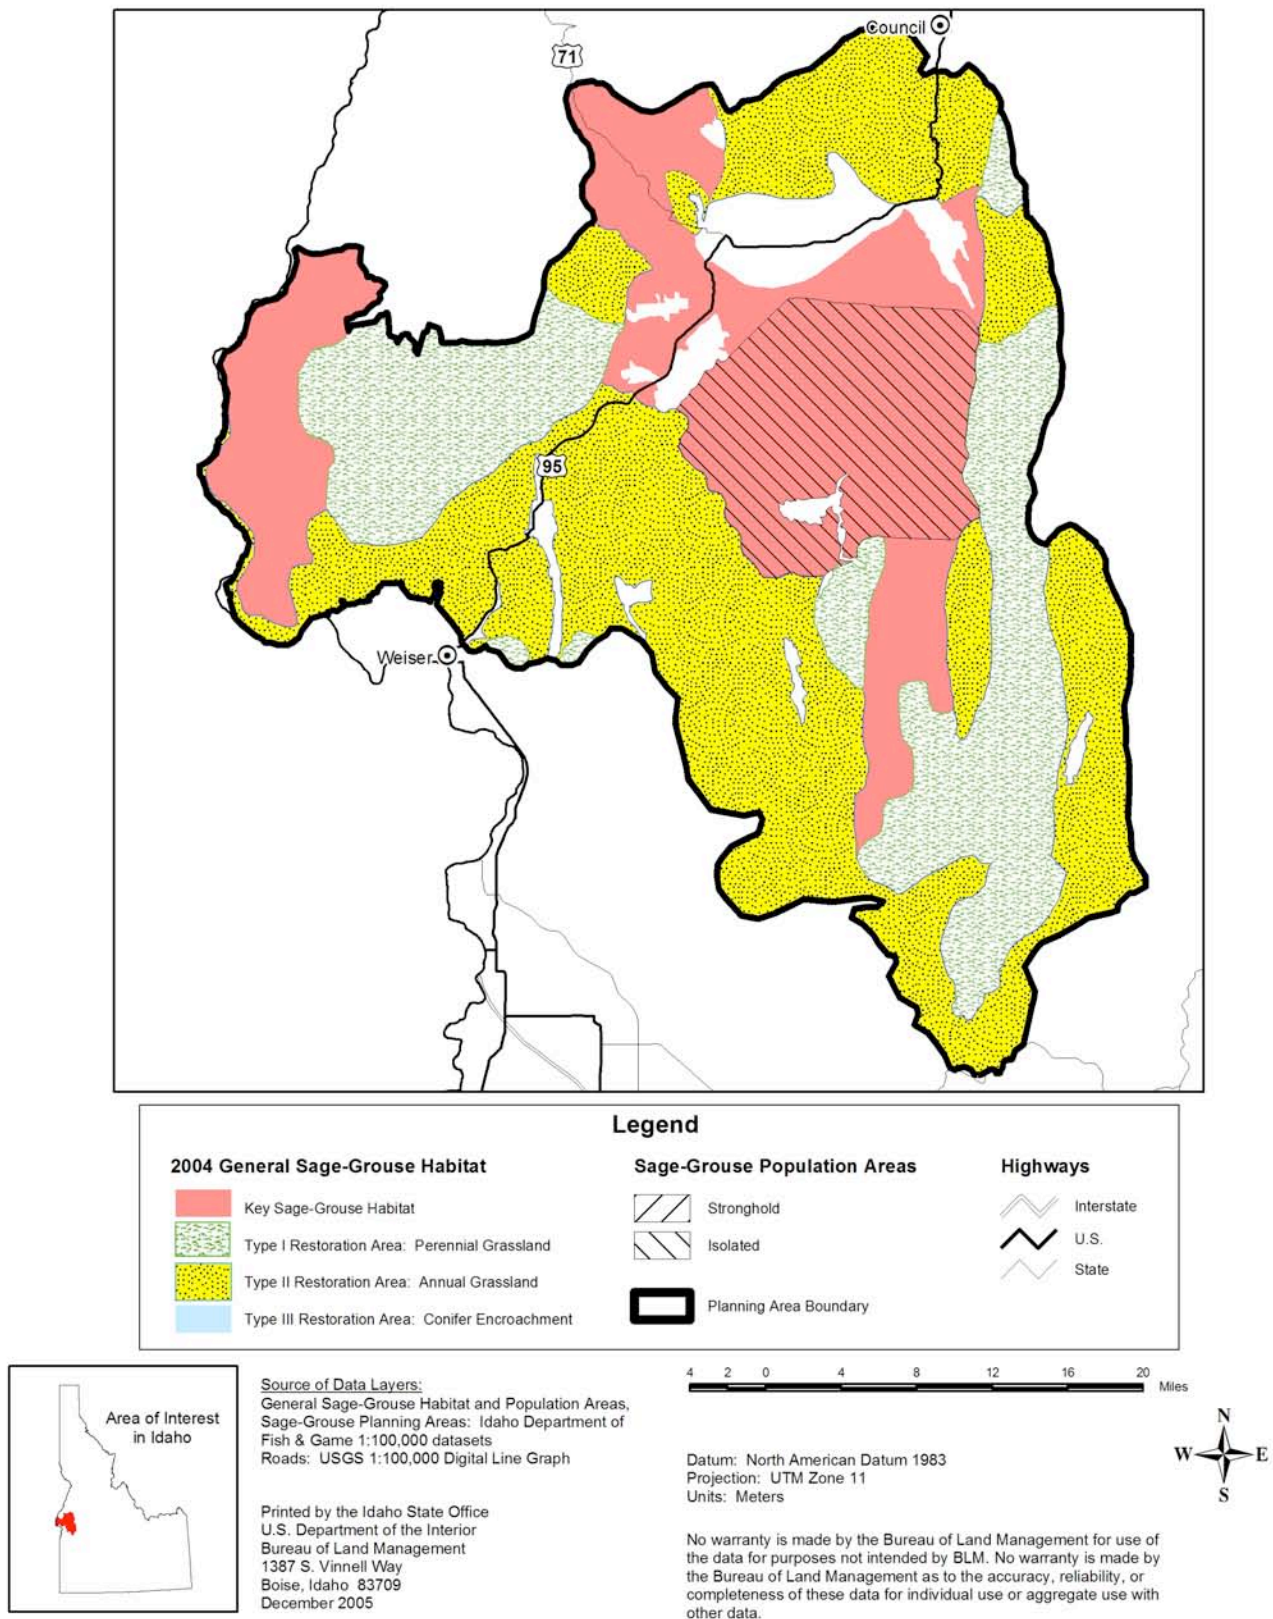 Council
71
95
Weiser
Legend
2004 General Sage-Grouse Habitat
Key Sage-Grouse Habitat
Type I Restoration Area: Perennial Grassland
Type II Restoration Area: Annual Grassland
Type III Restoration Area: Conifer Encroachment
Sage-Grouse Population Areas
Stronghold
Isolated
Planning Area Boundary
Highways
Interstate
U.S.
State
Area of Interest
in Idaho
Source of Data Layers:
General Sage-Grouse Habitat and Population Areas,
Sage-Grouse Planning Areas: Idaho Department of
Fish & Game 1:100,000 datasets
Roads: USGS 1:100,000 Digital Line Graph
Printed by the Idaho State Office
U.S. Department of the Interior
Bureau of Land Management
1387 S. Vinnell Way
Boise, Idaho 83709
December 2005
4 2 0 4 8 12 16 20
Miles
Datum: North American Datum 1983
Projection: UTM Zone 11
Units: Meters
N
W E
S
No warranty is made by the Bureau of Land Management for use of
the data for purposes not intended by BLM. No warranty is made by
the Bureau of Land Management as to the accuracy, reliability, or
completeness of these data for individual use or aggregate use with
other data.